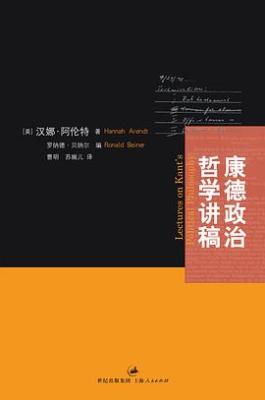 [美] 汉娜·阿伦特 著 Hannah Arendt
罗纳德·贝纳尔 编 Ronald Beiner
曹明 苏婉儿 译
康德政治
哲学讲稿
Lectures on Kant's
Political Philosophy
世纪出版集团 上海人民出版社